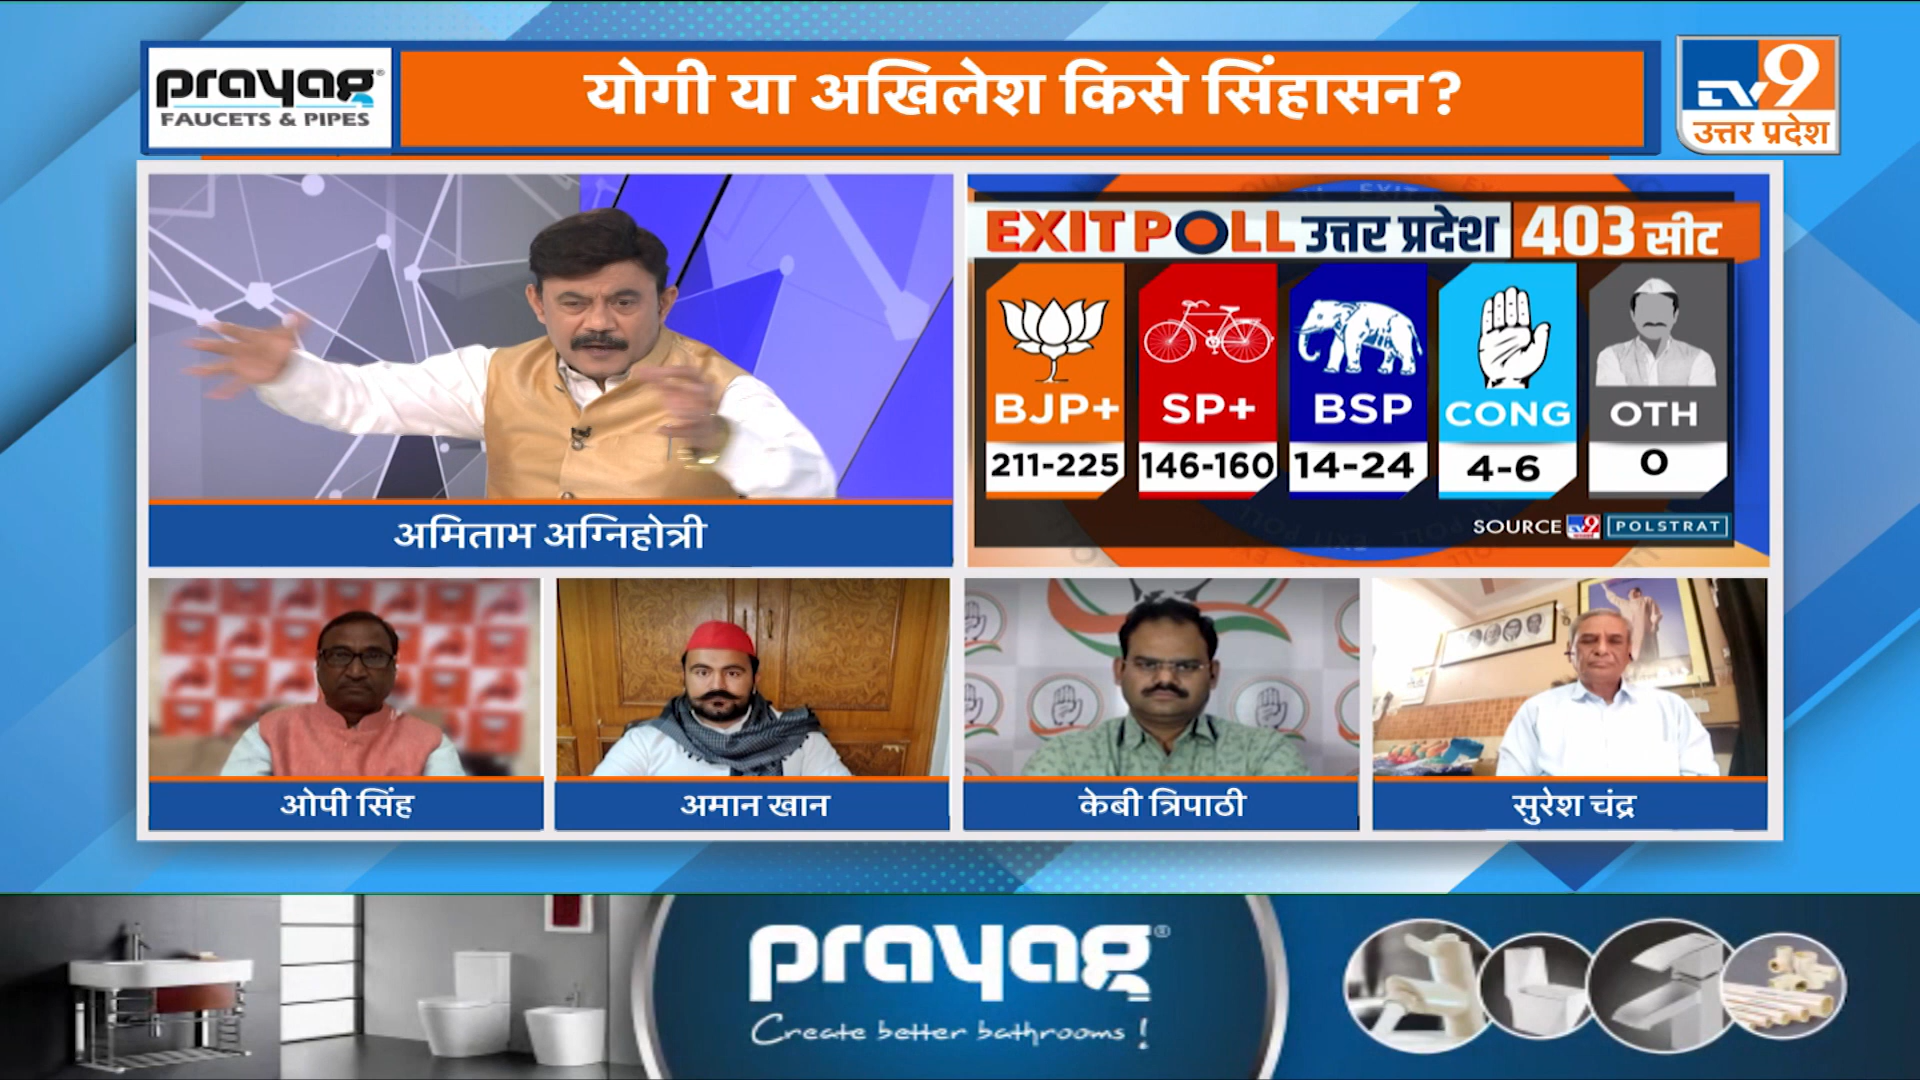 prayag®
FAUCETS & PIPES
योगी या अखिलेश किसे सिंहासन?
TV9
उत्तर प्रदेश
EXIT POLL उत्तर प्रदेश 403 सीट
BJP+ SP+ BSP CONG OTH
211-225 146-160 14-24 4-6 0
SOURCE TV9 POLSTRAT
अमिताभ अग्निहोत्री
ओपी सिंह
अमान खान
केबी त्रिपाठी
सुरेश चंद्र
prayag®
Create better bathrooms !